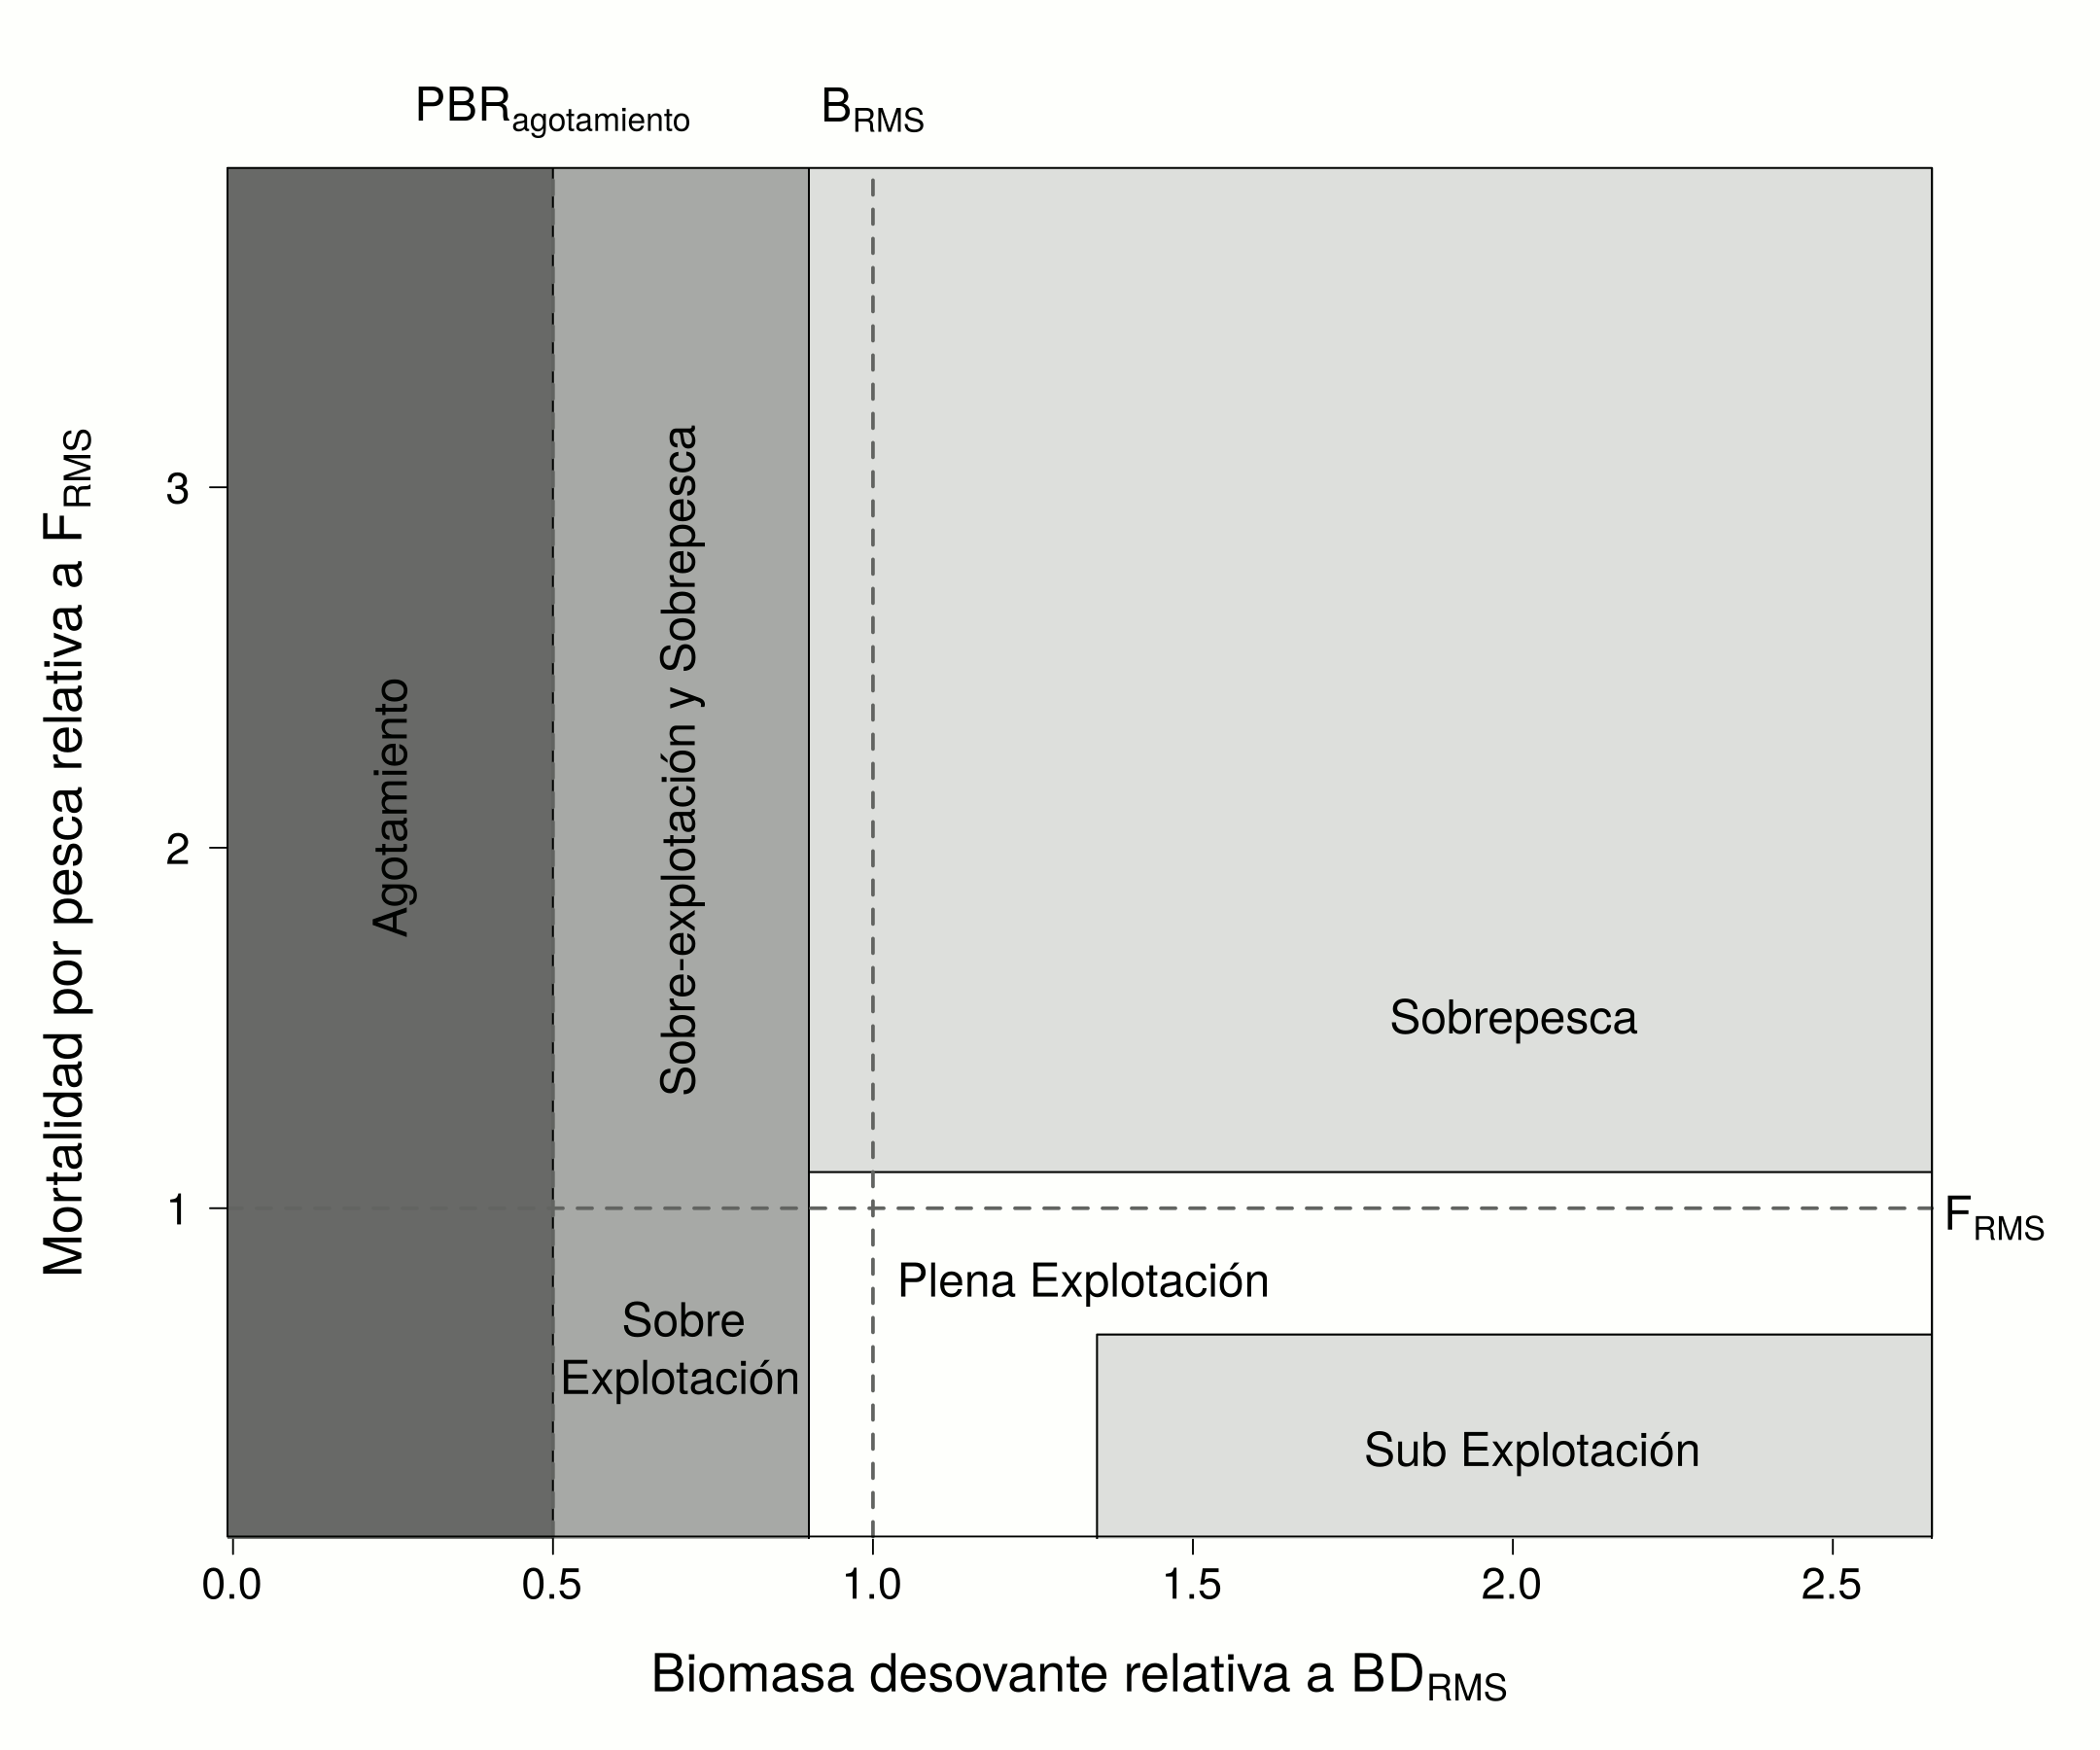 PBRagotamiento
BRMS
Mortalidad por pesca relativa a FRMS
3
2
1
Agotamiento
Sobre-explotación y Sobrepesca
Sobrepesca
FRMS
Plena Explotación
Sobre
Explotación
Sub Explotación
0.0 0.5 1.0 1.5 2.0 2.5
Biomasa desovante relativa a BDRMS